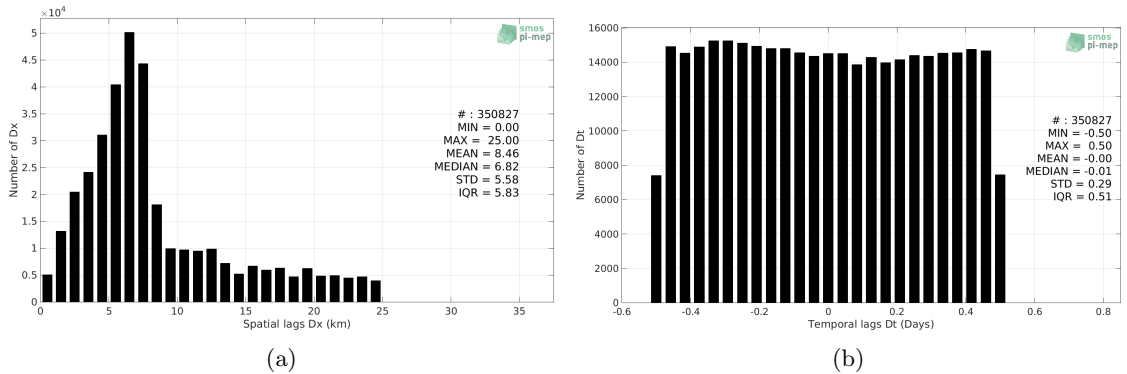 ×10⁴
5
4.5
4
3.5
3
2.5
2
1.5
1
0.5
0
Number of Dx
0 5 10 15 20 25 30 35
Spatial lags Dx (km)
smos
pi-mep
# : 350827
MIN = 0.00
MAX = 25.00
MEAN = 8.46
MEDIAN = 6.82
STD = 5.58
IQR = 5.83
(a)
16000
14000
12000
10000
8000
6000
4000
2000
0
Number of Dt
-0.6 -0.4 -0.2 0 0.2 0.4 0.6 0.8
Temporal lags Dt (Days)
smos
pi-mep
# : 350827
MIN = -0.50
MAX = 0.50
MEAN = -0.00
MEDIAN = -0.01
STD = 0.29
IQR = 0.51
(b)